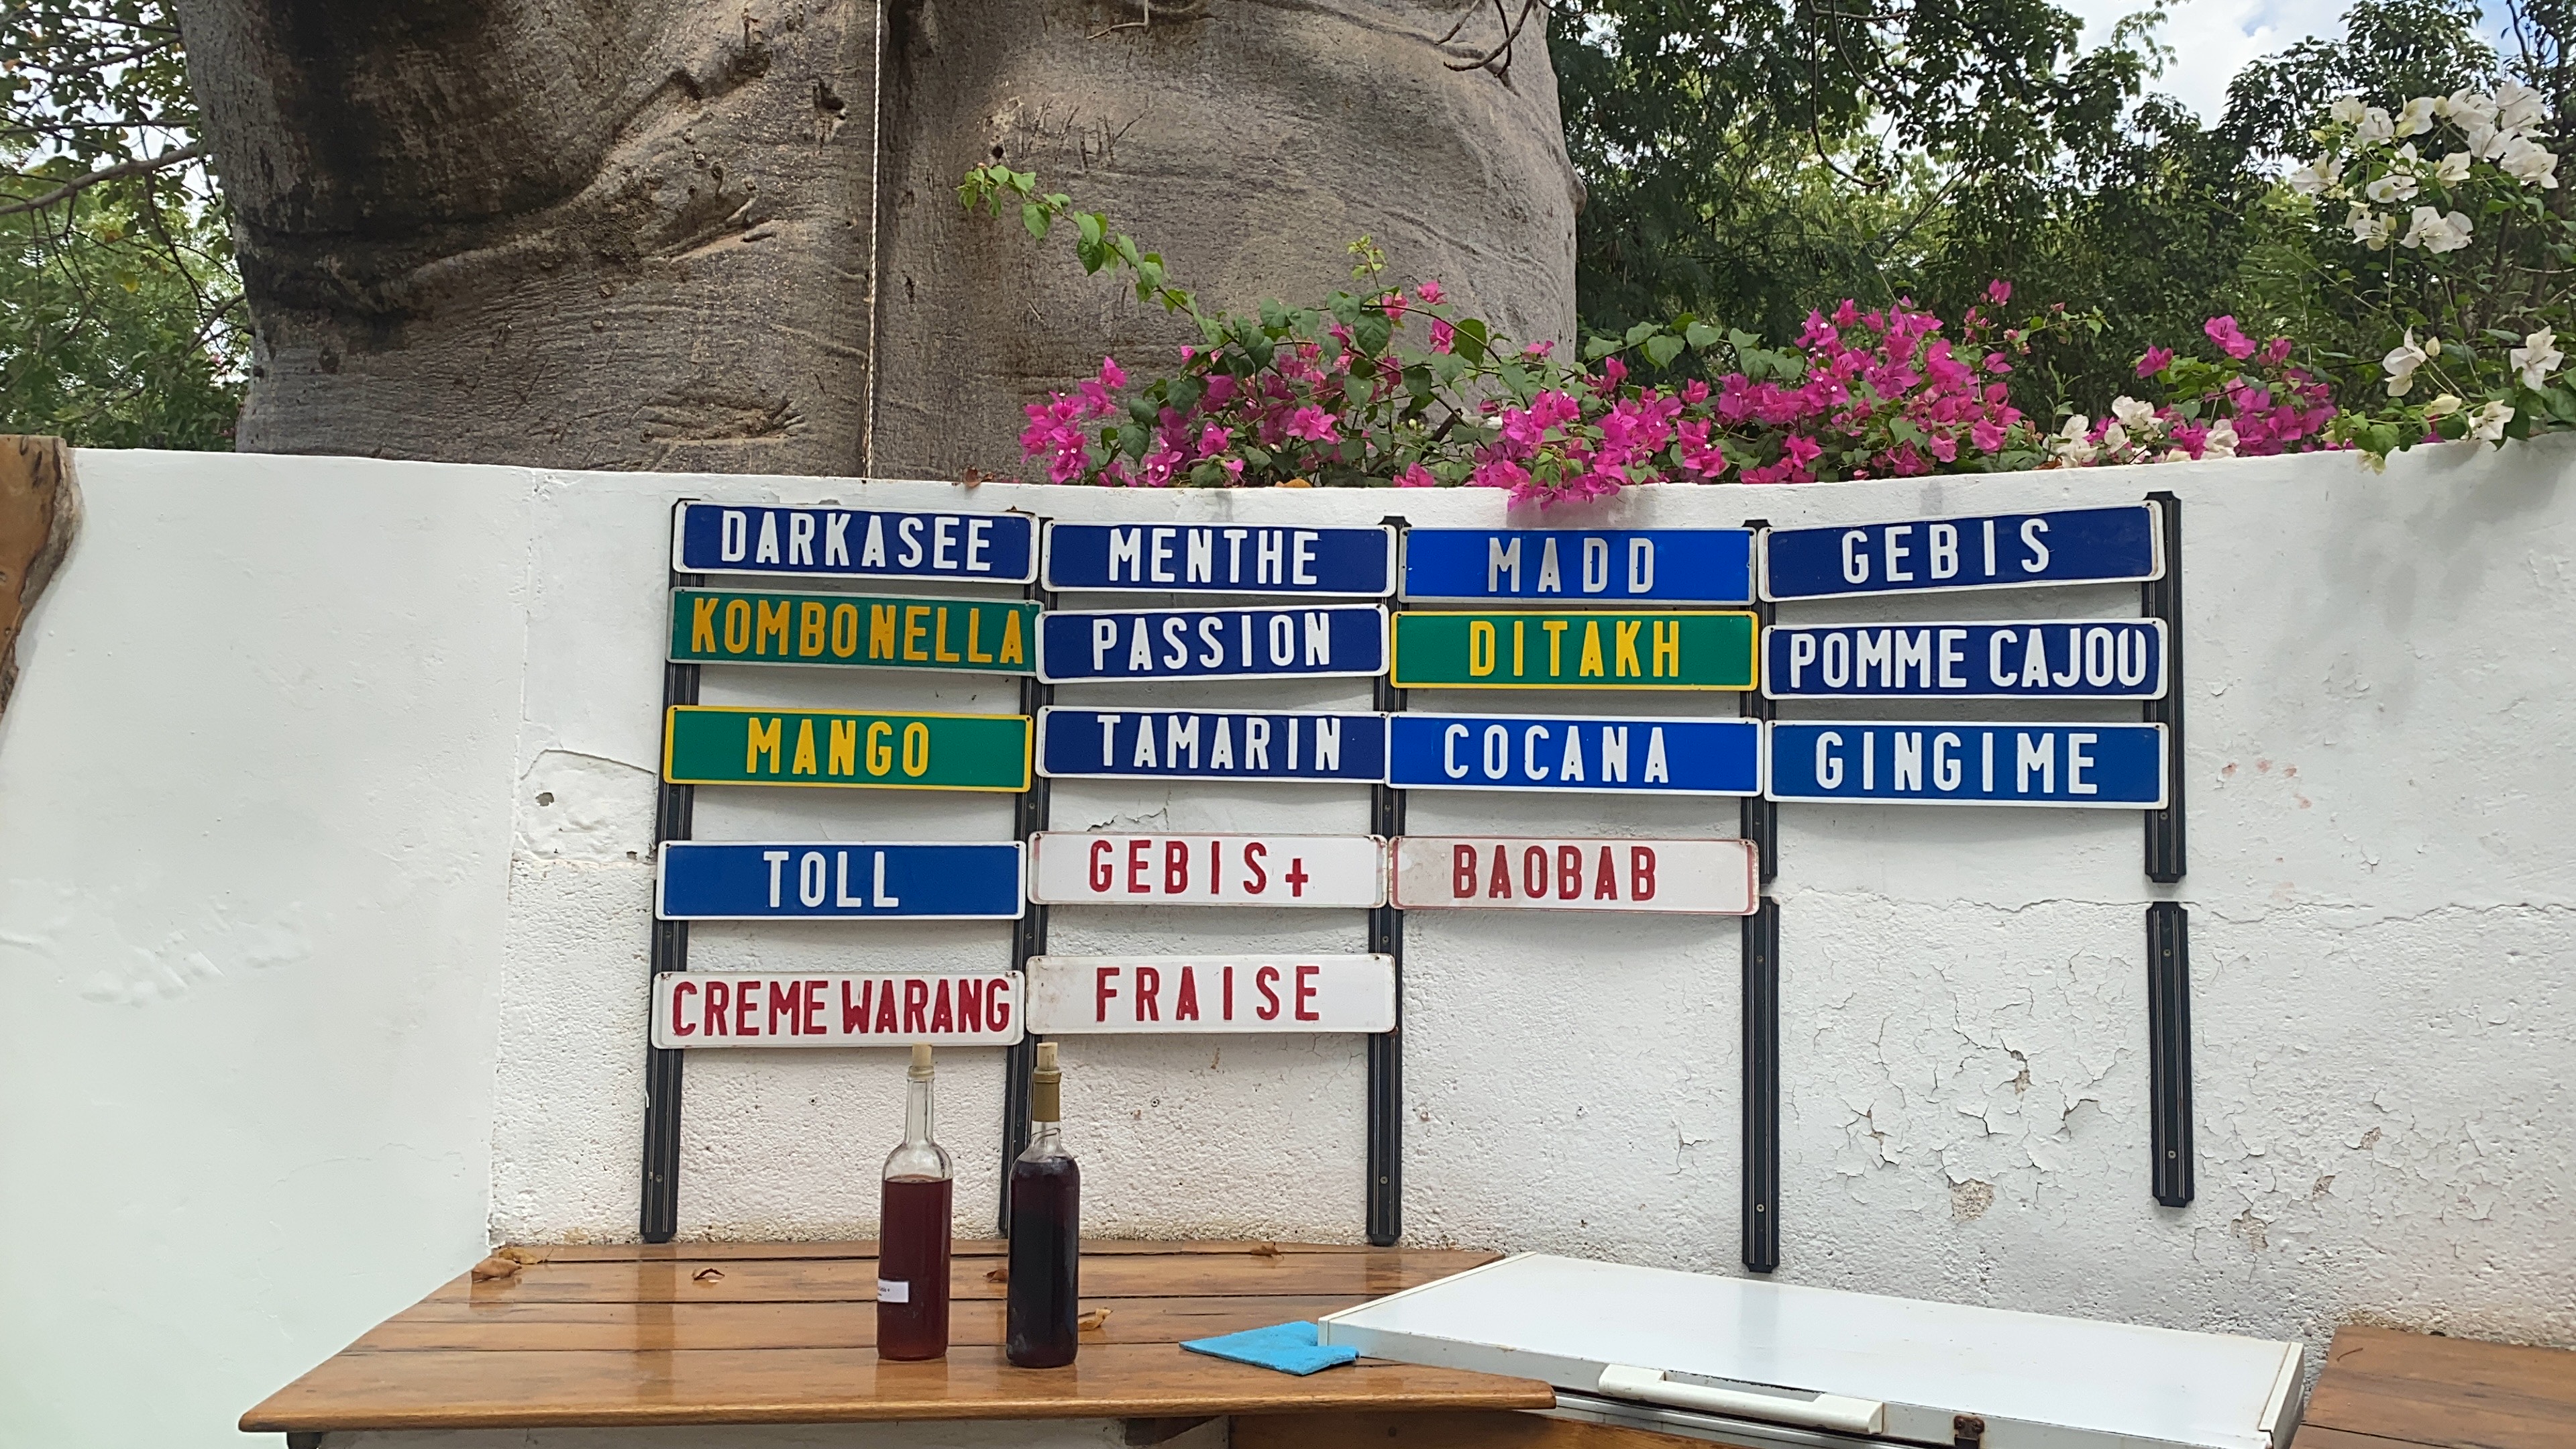 DARKASEE
MENTHE
MADD
GEBIS
KOMBONELLA
PASSION
DITAKH
POMME CAJOU
MANGO
TAMARIN
COCANA
GINGIME
TOLL
GEBIS+
BAOBAB
CREME WARANG
FRAISE